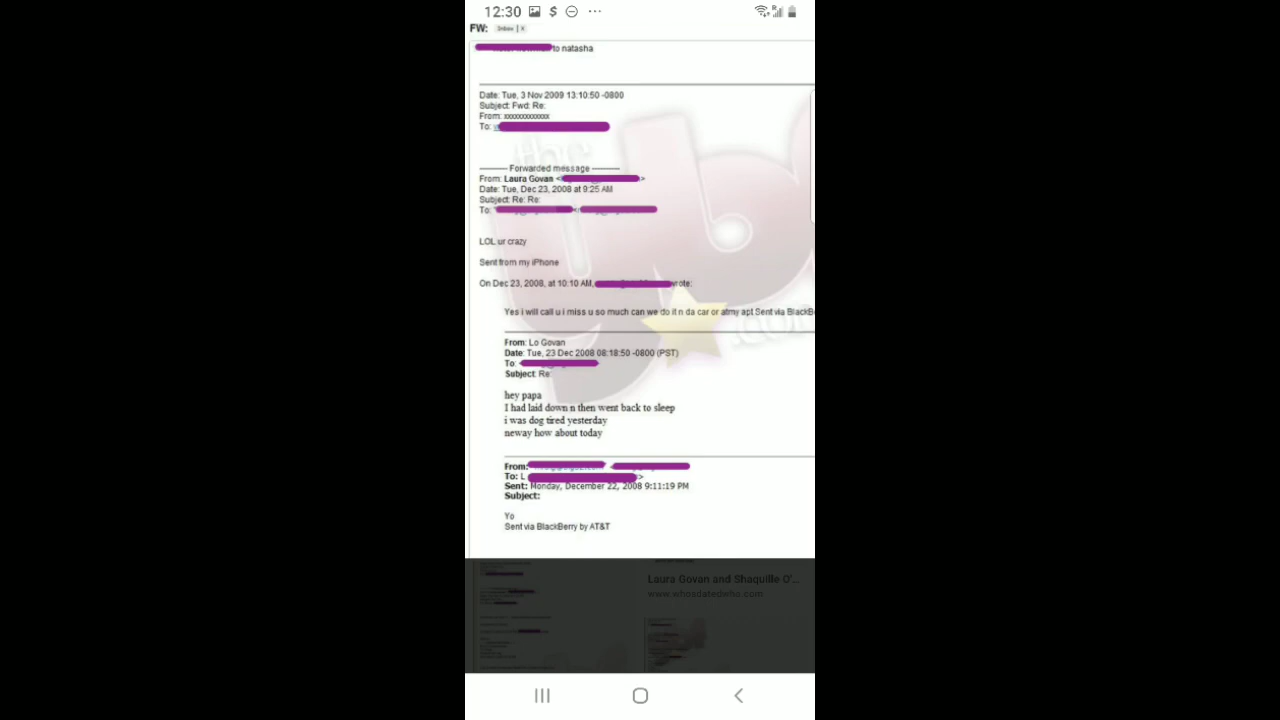 12:30
FW: Inbox | X
to natasha
Date: Tue, 3 Nov 2009 13:10:50 -0800
Subject: Fwd: Re:
From: xxxxxxxxxxxxx
To:
Forwarded message
From: Laura Govan <
>
Date: Tue, Dec 23, 2008 at 9:25 AM
Subject: Re: Re:
To:
LOL ur crazy
Sent from my iPhone
On Dec 23, 2008, at 10:10 AM, wrote:
Yes i will call u i miss u so much can we do it n da car or atmy apt Sent via BlackB
From: Lo Govan
Date: Tue, 23 Dec 2008 08:18:50 -0800 (PST)
To:
Subject: Re:
hey papa
I had laid down n then went back to sleep
i was dog tired yesterday
neway how about today
From: <
To: L >
Sent: Monday, December 22, 2008 9:11:19 PM
Subject:
Yo
Sent via BlackBerry by AT&T
Laura Govan and Shaquille O'...
www.whosdatedwho.com